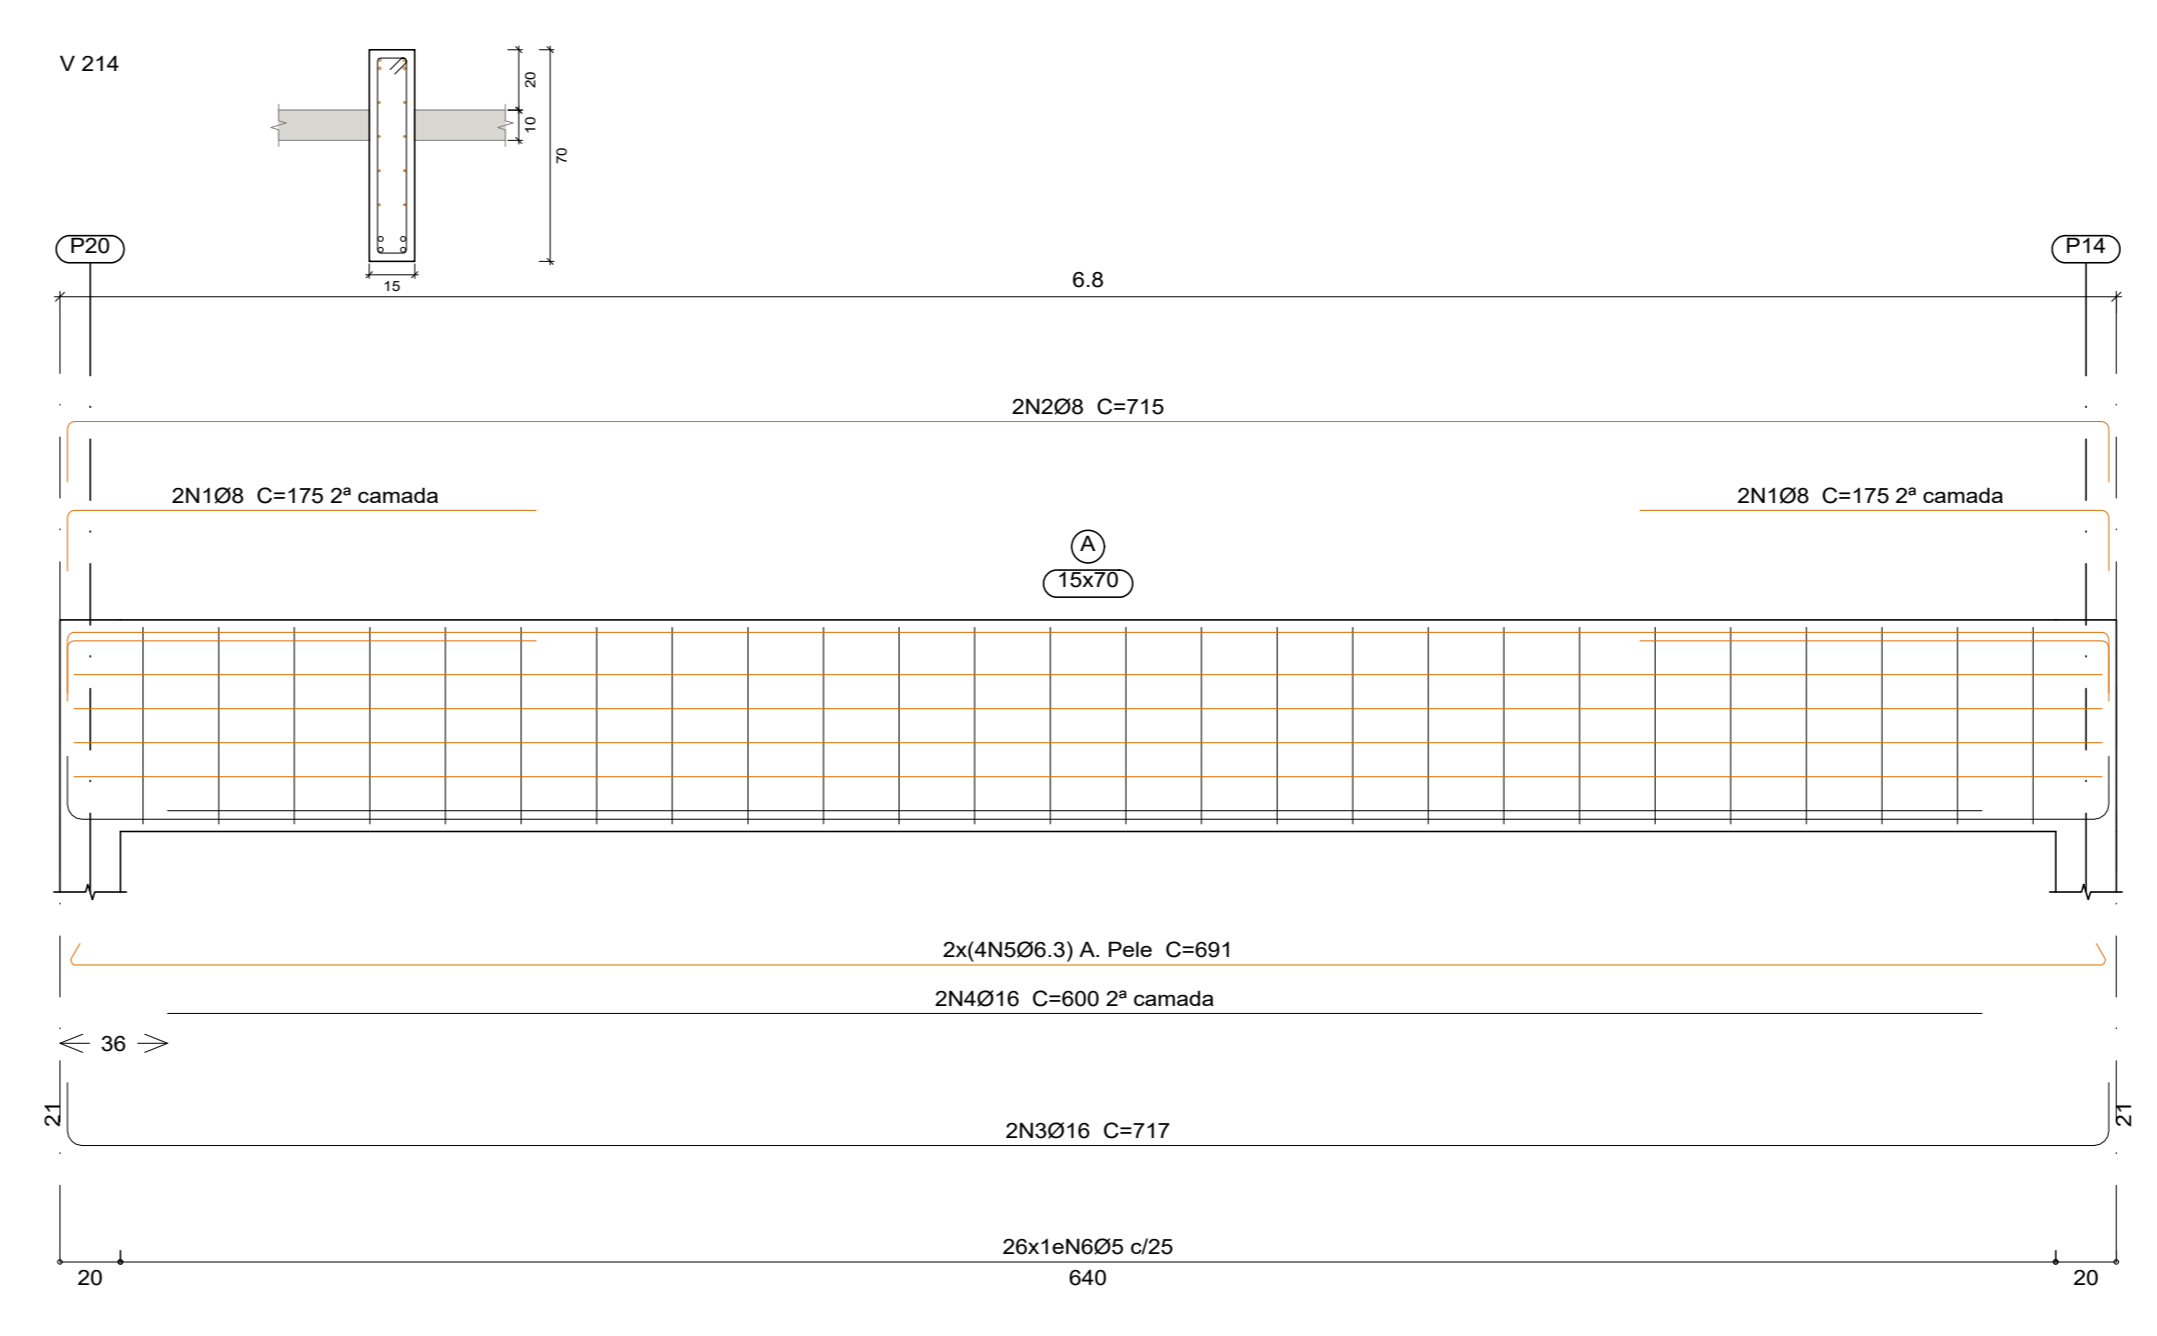 V 214
20
10
70
15
P20
P14
6.8
2N2Ø8 C=715
2N1Ø8 C=175 2ª camada
2N1Ø8 C=175 2ª camada
A
15x70
2x(4N5Ø6.3) A. Pele C=691
2N4Ø16 C=600 2ª camada
36
21
21
2N3Ø16 C=717
26x1eN6Ø5 c/25
20
640
20